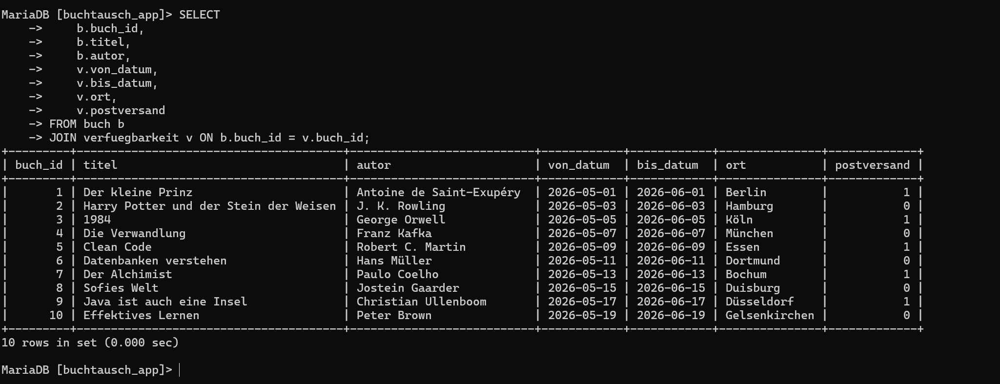 MariaDB [buchtausch_app]> SELECT
    ->     b.buch_id,
    ->     b.titel,
    ->     b.autor,
    ->     v.von_datum,
    ->     v.bis_datum,
    ->     v.ort,
    ->     v.postversand
    -> FROM buch b
    -> JOIN verfuegbarkeit v ON b.buch_id = v.buch_id;
+---------+---------------------------------------+---------------------------+------------+------------+---------------+-------------+
| buch_id | titel                                 | autor                     | von_datum  | bis_datum  | ort           | postversand |
+---------+---------------------------------------+---------------------------+------------+------------+---------------+-------------+
|       1 | Der kleine Prinz                      | Antoine de Saint-Exupéry  | 2026-05-01 | 2026-06-01 | Berlin        |           1 |
|       2 | Harry Potter und der Stein der Weisen | J. K. Rowling             | 2026-05-03 | 2026-06-03 | Hamburg       |           0 |
|       3 | 1984                                  | George Orwell             | 2026-05-05 | 2026-06-05 | Köln          |           1 |
|       4 | Die Verwandlung                       | Franz Kafka               | 2026-05-07 | 2026-06-07 | München       |           0 |
|       5 | Clean Code                            | Robert C. Martin          | 2026-05-09 | 2026-06-09 | Essen         |           1 |
|       6 | Datenbanken verstehen                 | Hans Müller               | 2026-05-11 | 2026-06-11 | Dortmund      |           0 |
|       7 | Der Alchimist                         | Paulo Coelho              | 2026-05-13 | 2026-06-13 | Bochum        |           1 |
|       8 | Sofies Welt                           | Jostein Gaarder           | 2026-05-15 | 2026-06-15 | Duisburg      |           0 |
|       9 | Java ist auch eine Insel              | Christian Ullenboom       | 2026-05-17 | 2026-06-17 | Düsseldorf    |           1 |
|      10 | Effektives Lernen                     | Peter Brown               | 2026-05-19 | 2026-06-19 | Gelsenkirchen |           0 |
+---------+---------------------------------------+---------------------------+------------+------------+---------------+-------------+
10 rows in set (0.000 sec)
MariaDB [buchtausch_app]>